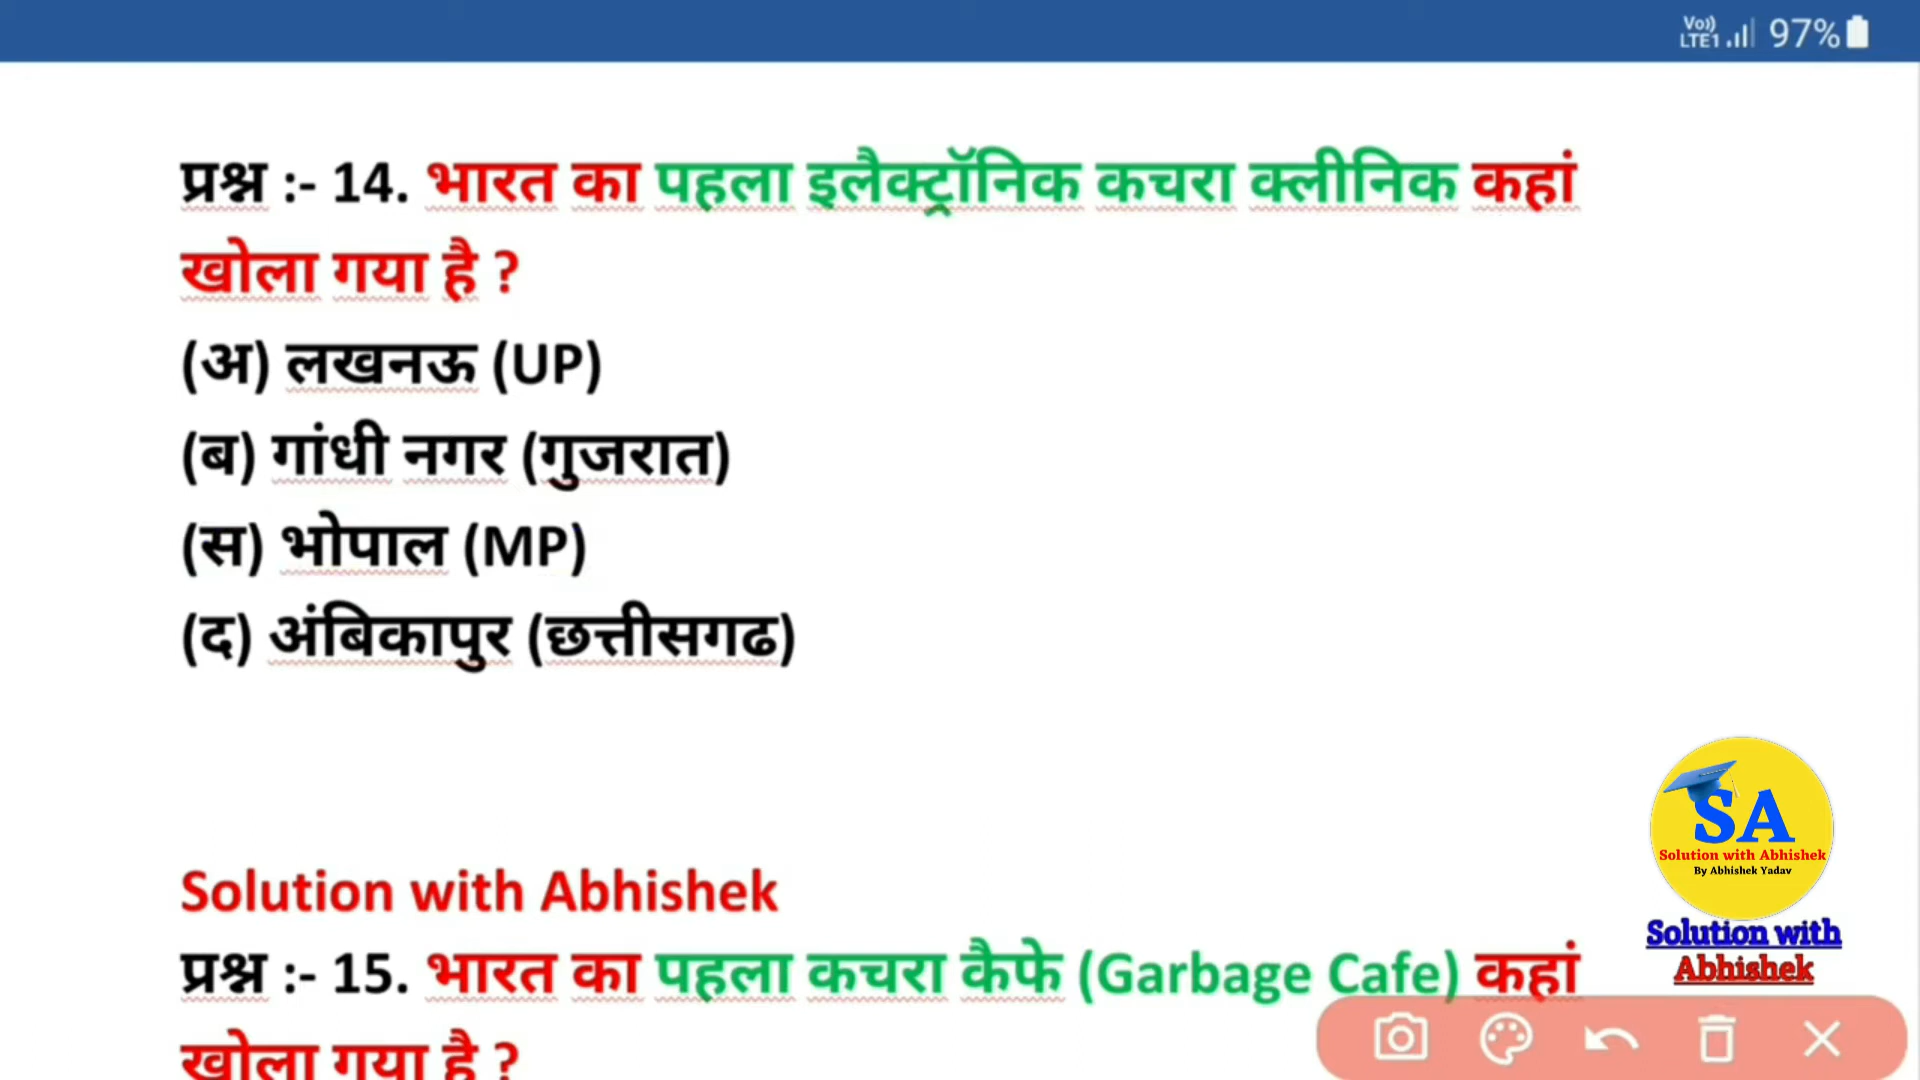 Vo)) LTE1 97%
प्रश्न :- 14. भारत का पहला इलैक्ट्रॉनिक कचरा क्लीनिक कहां
खोला गया है ?
(अ) लखनऊ (UP)
(ब) गांधी नगर (गुजरात)
(स) भोपाल (MP)
(द) अंबिकापुर (छत्तीसगढ)
SA
Solution with Abhishek
By Abhishek Yadav
Solution with
Abhishek
Solution with Abhishek
प्रश्न :- 15. भारत का पहला कचरा कैफे (Garbage Cafe) कहां
खोला गया है ?